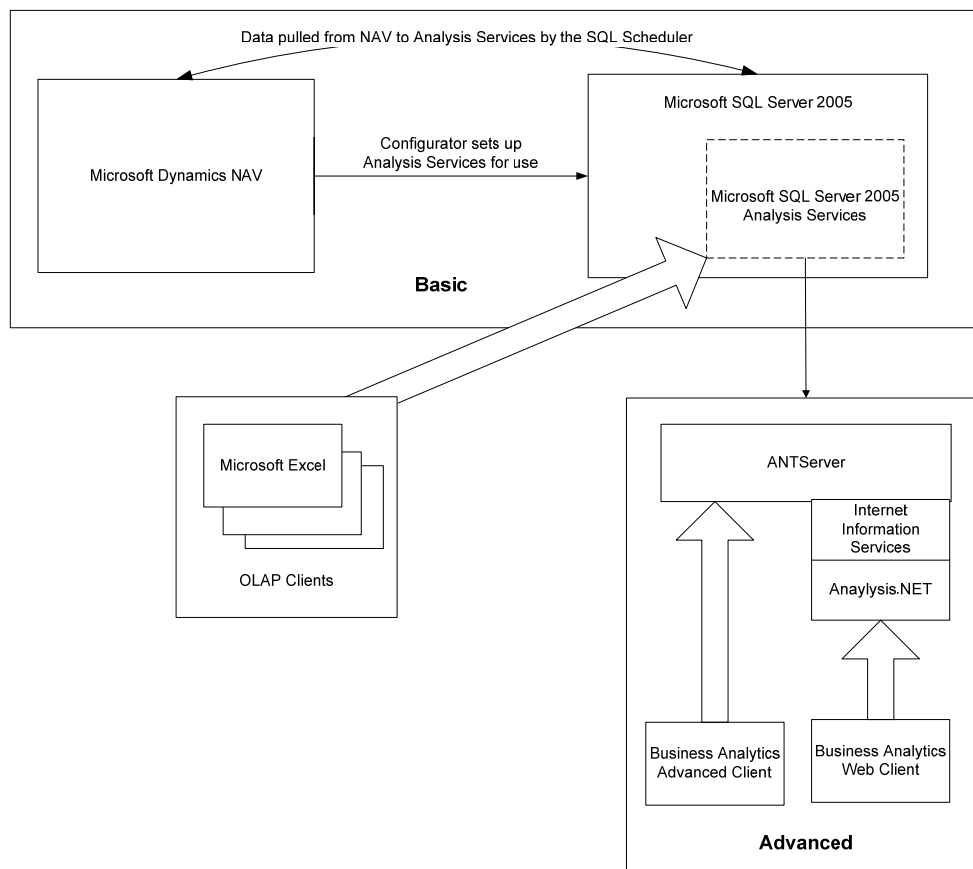 Data pulled from NAV to Analysis Services by the SQL Scheduler
Microsoft Dynamics NAV
Configurator sets up
Analysis Services for use
Microsoft SQL Server 2005
Microsoft SQL Server 2005
Analysis Services
Basic
Microsoft Excel
OLAP Clients
ANTServer
Internet
Information
Services
Anaylysis.NET
Business Analytics
Advanced Client
Business Analytics
Web Client
Advanced